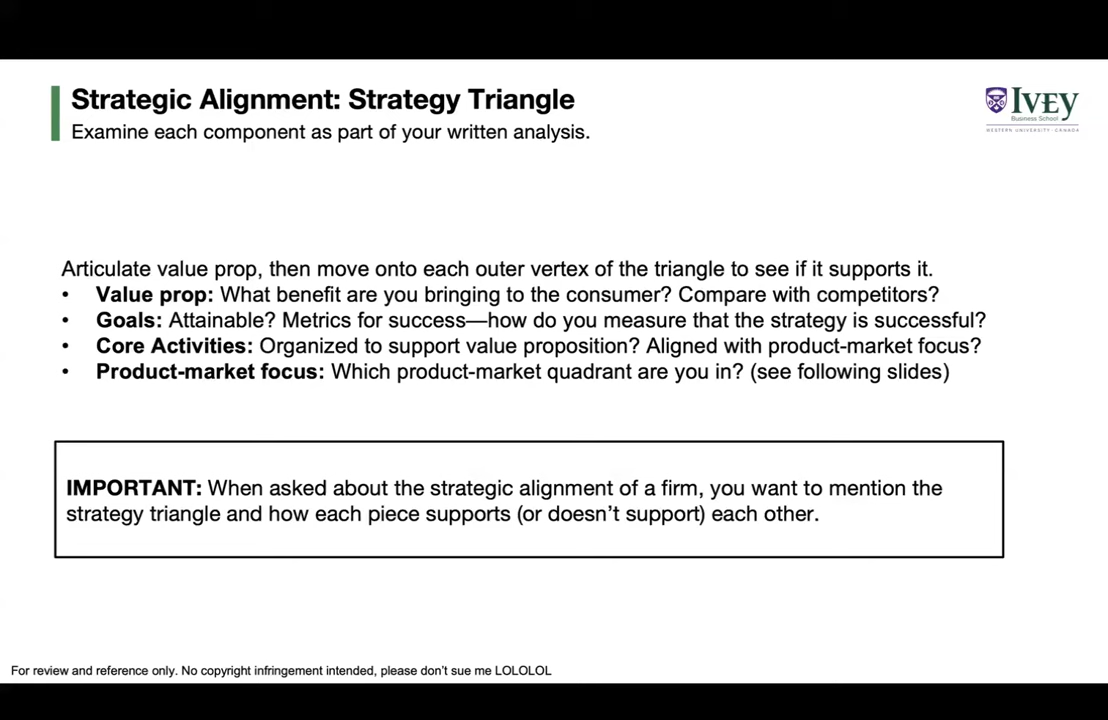 Strategic Alignment: Strategy Triangle
Examine each component as part of your written analysis.
IVEY
Business School
WESTERN UNIVERSITY · CANADA
Articulate value prop, then move onto each outer vertex of the triangle to see if it supports it.
• Value prop: What benefit are you bringing to the consumer? Compare with competitors?
• Goals: Attainable? Metrics for success—how do you measure that the strategy is successful?
• Core Activities: Organized to support value proposition? Aligned with product-market focus?
• Product-market focus: Which product-market quadrant are you in? (see following slides)
IMPORTANT: When asked about the strategic alignment of a firm, you want to mention the
strategy triangle and how each piece supports (or doesn't support) each other.
For review and reference only. No copyright infringement intended, please don't sue me LOLOLOL